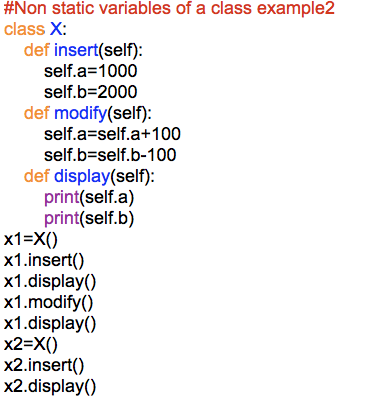 #Non static variables of a class example2
class X:
    def insert(self):
        self.a=1000
        self.b=2000
    def modify(self):
        self.a=self.a+100
        self.b=self.b-100
    def display(self):
        print(self.a)
        print(self.b)
x1=X()
x1.insert()
x1.display()
x1.modify()
x1.display()
x2=X()
x2.insert()
x2.display()